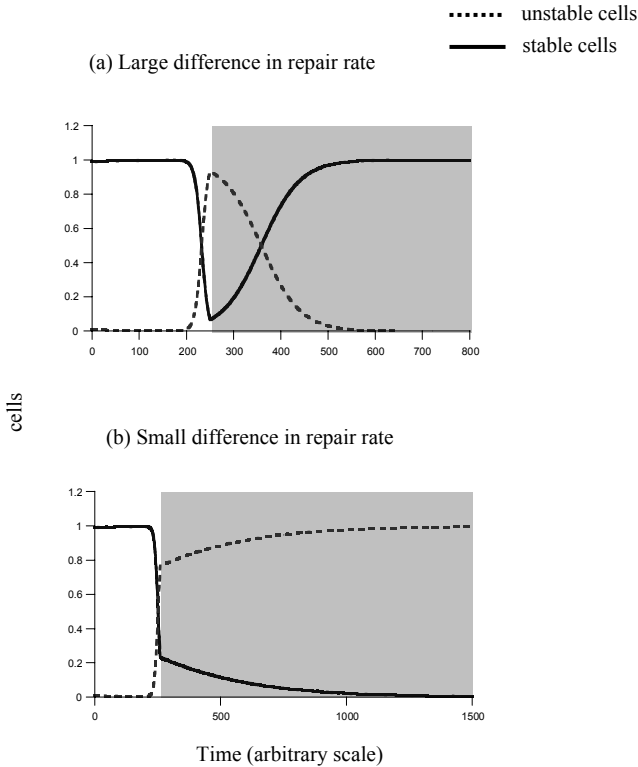 unstable cells
stable cells
(a) Large difference in repair rate
1.2
1
0.8
0.6
0.4
0.2
0
0 100 200 300 400 500 600 700 800
cells
(b) Small difference in repair rate
1.2
1
0.8
0.6
0.4
0.2
0
0 500 1000 1500
Time (arbitrary scale)